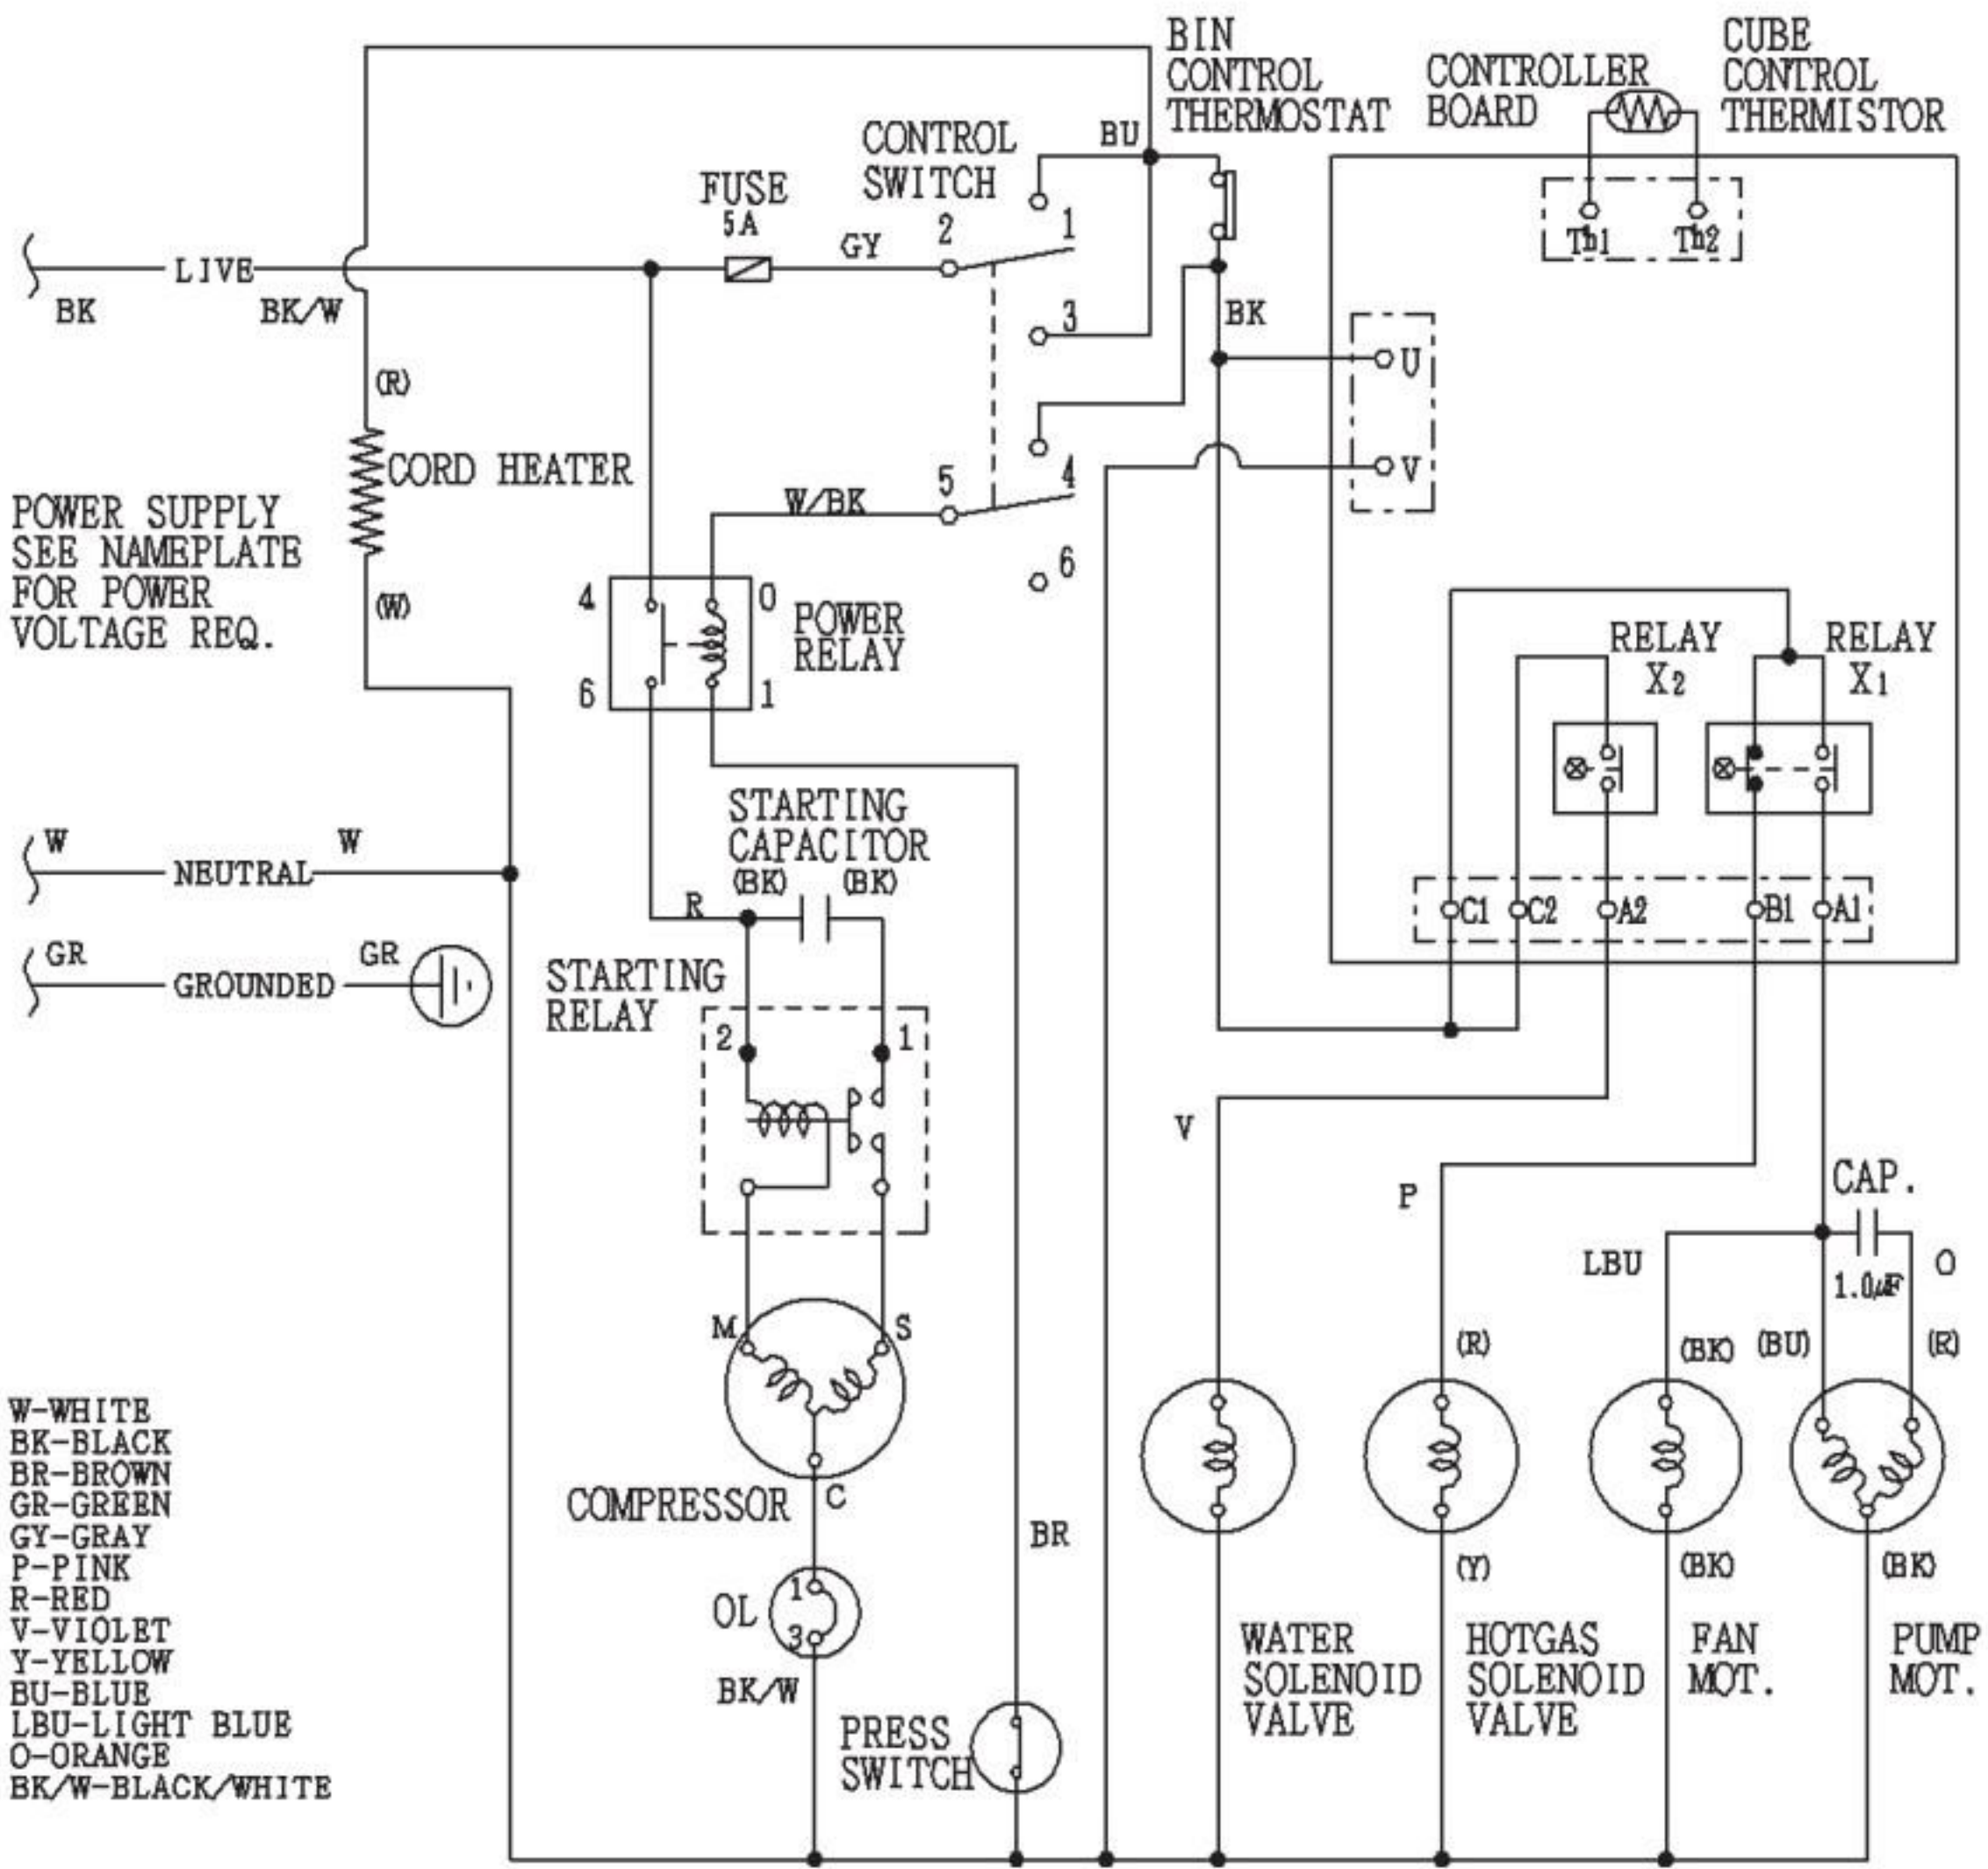 BIN
CONTROL
THERMOSTAT
CONTROLLER
BOARD
CUBE
CONTROL
THERMISTOR
BU
CONTROL
SWITCH
FUSE
5A
GY
2
1
3
Tb1
Tb2
LIVE
BK
BK/W
BK
U
V
(R)
CORD HEATER
(W)
POWER SUPPLY
SEE NAMEPLATE
FOR POWER
VOLTAGE REQ.
W/BK
5
4
6
4
0
6
1
POWER
RELAY
RELAY
X2
RELAY
X1
STARTING
CAPACITOR
(BK)
(BK)
W
NEUTRAL
W
R
C1
C2
A2
B1
A1
GR
GROUNDED
GR
STARTING
RELAY
2
1
V
P
CAP.
LBU
1.0μF
O
M
S
(R)
(BK)
(BU)
(R)
COMPRESSOR
C
BR
OL
1
3
(Y)
(BK)
(BK)
BK/W
PRESS
SWITCH
WATER
SOLENOID
VALVE
HOTGAS
SOLENOID
VALVE
FAN
MOT.
PUMP
MOT.
W-WHITE
BK-BLACK
BR-BROWN
GR-GREEN
GY-GRAY
P-PINK
R-RED
V-VIOLET
Y-YELLOW
BU-BLUE
LBU-LIGHT BLUE
O-ORANGE
BK/W-BLACK/WHITE